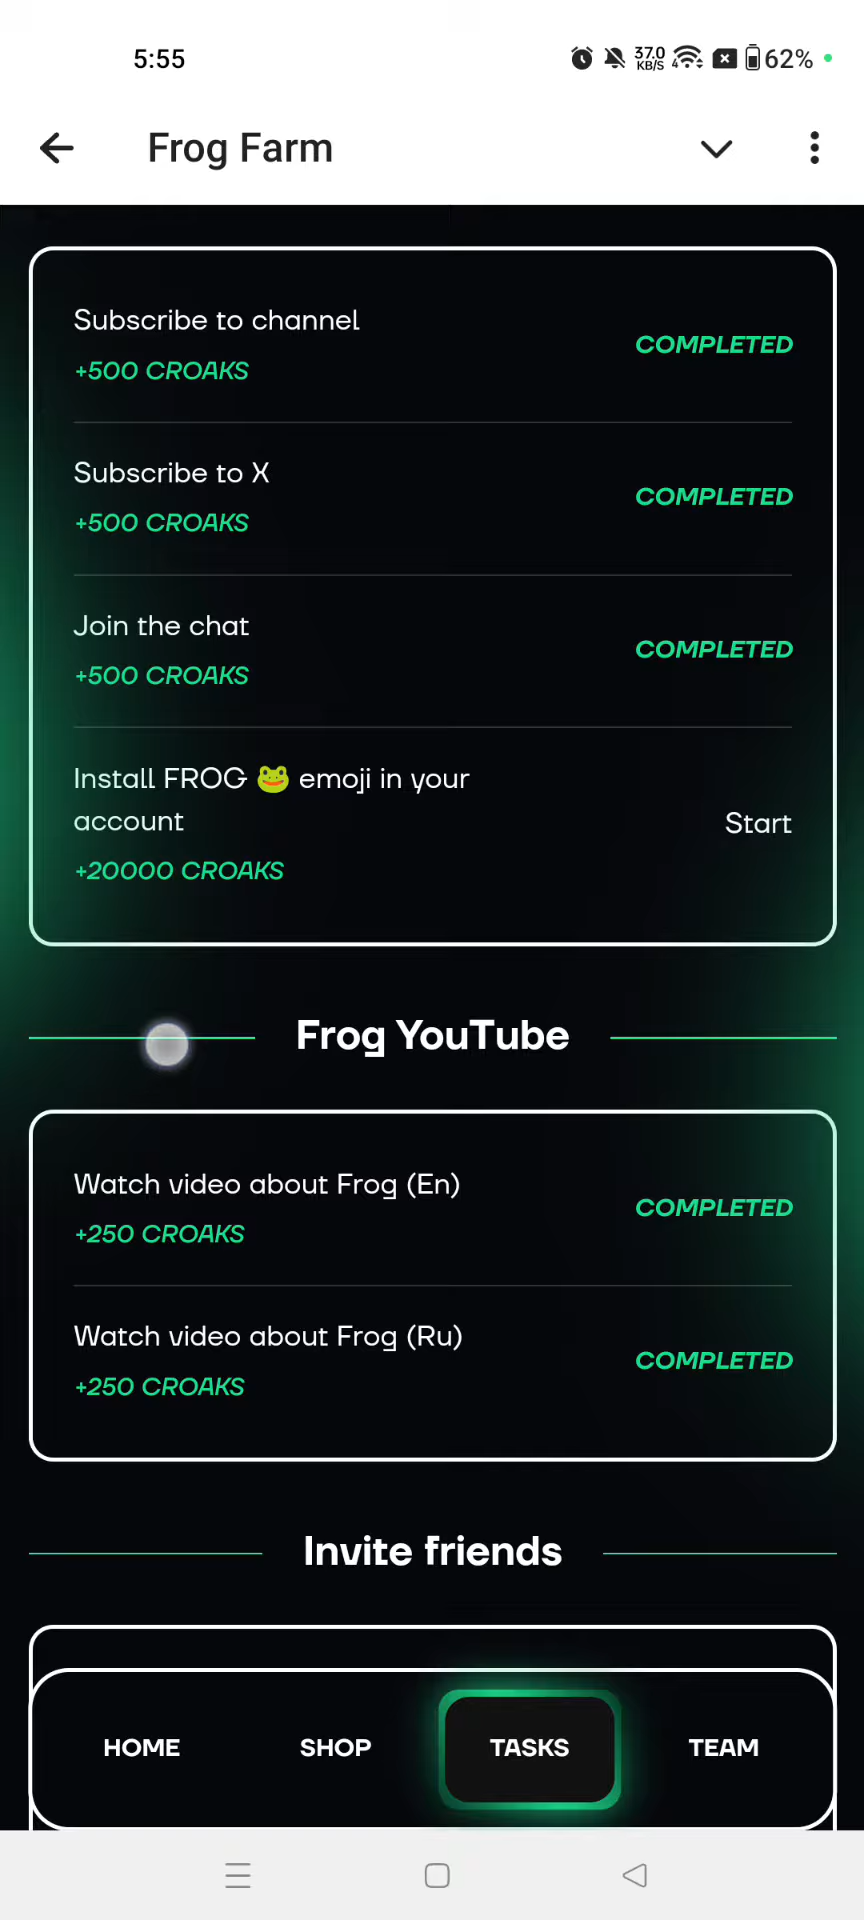 5:55
37.0
KB/S
4
62%
Frog Farm
Subscribe to channel
+500 CROAKS
COMPLETED
Subscribe to X
+500 CROAKS
COMPLETED
Join the chat
+500 CROAKS
COMPLETED
Install FROG 🐸 emoji in your
account
+20000 CROAKS
Start
Frog YouTube
Watch video about Frog (En)
+250 CROAKS
COMPLETED
Watch video about Frog (Ru)
+250 CROAKS
COMPLETED
Invite friends
HOME
SHOP
TASKS
TEAM